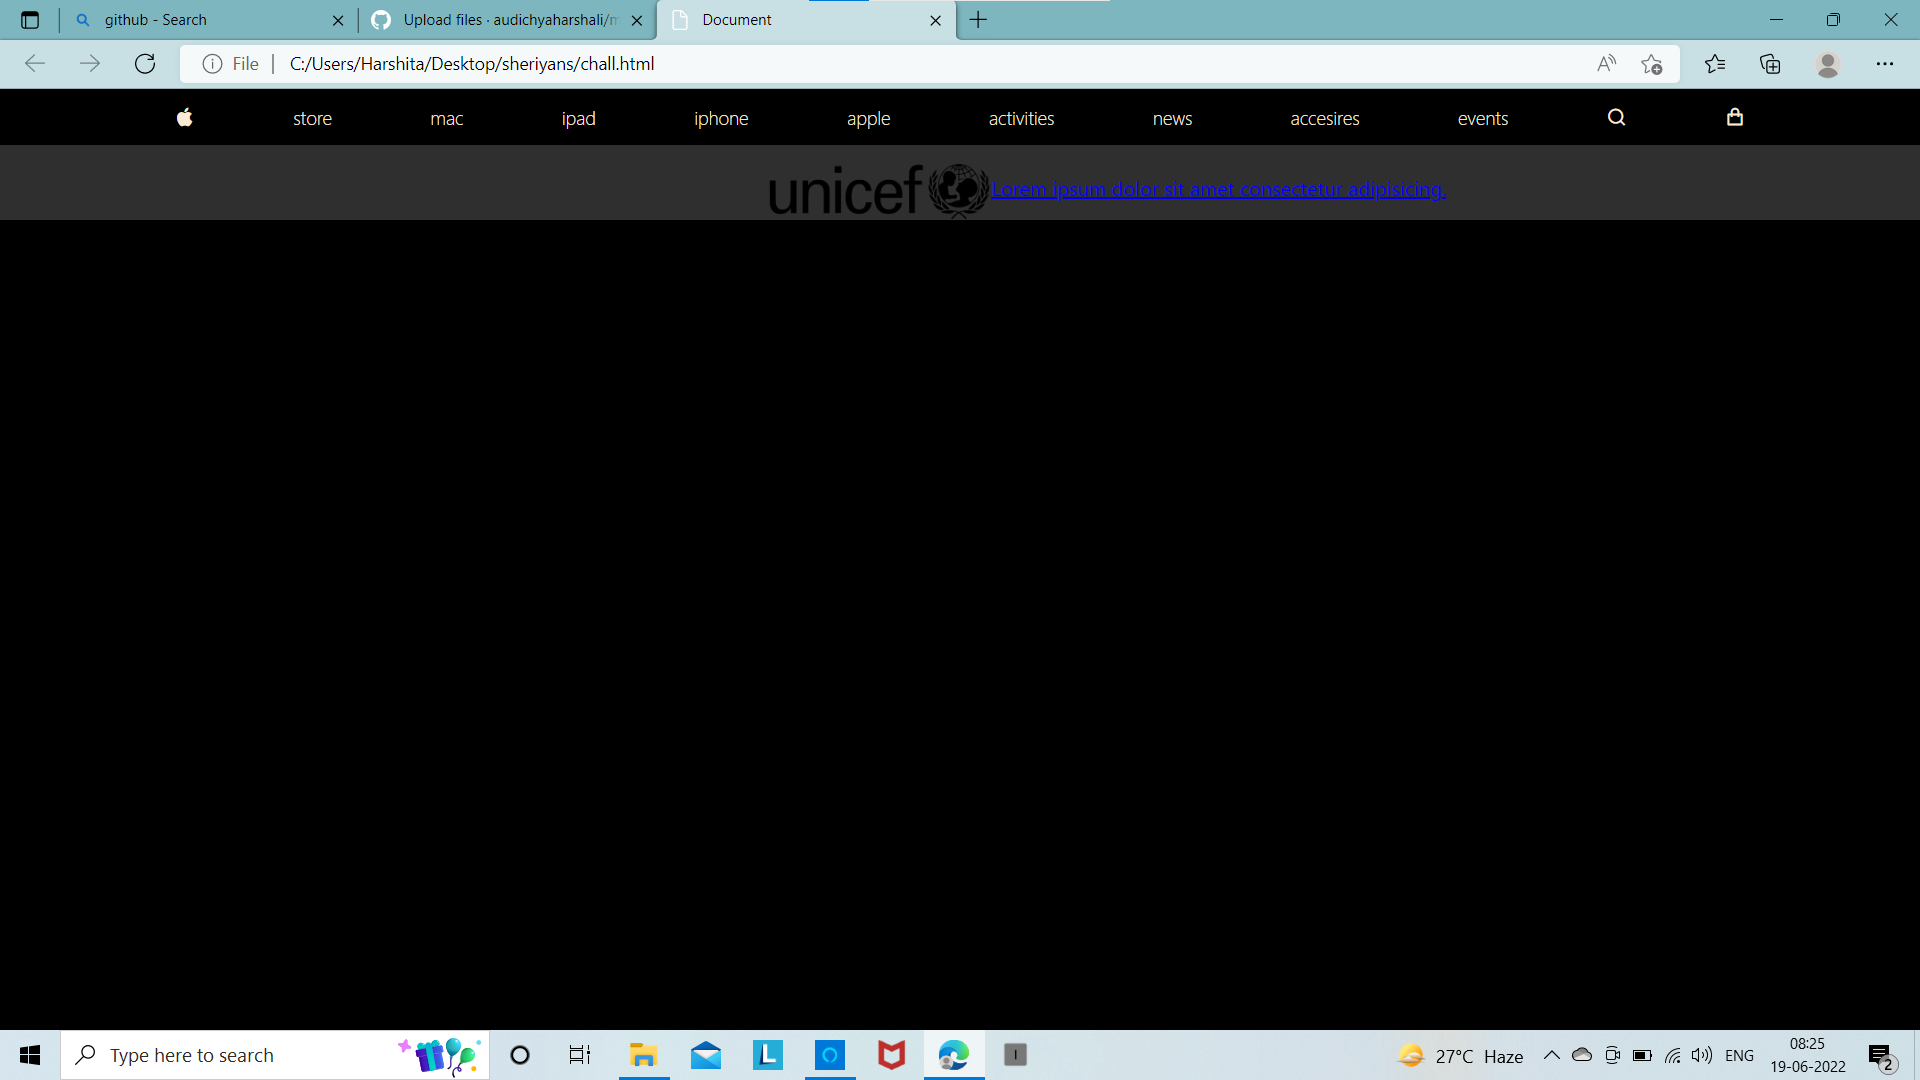 github - Search
Upload files · audichyaharshali/m
Document
File
C:/Users/Harshita/Desktop/sheriyans/chall.html
store mac ipad iphone apple activities news accesires events
unicef Lorem ipsum dolor sit amet consectetur adipisicing.
Type here to search
L
I
27°C Haze
ENG
08:25
19-06-2022
2